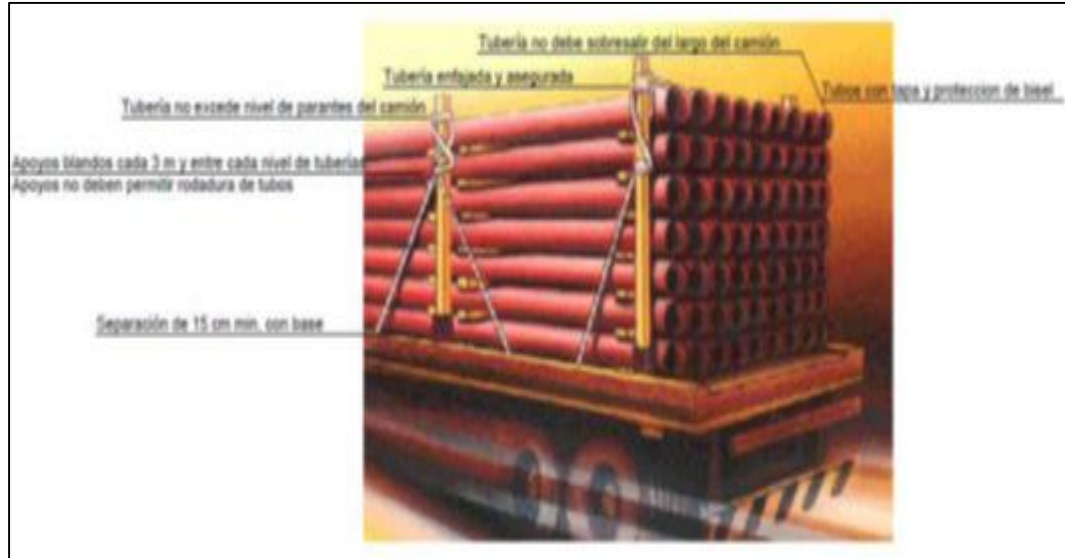 Tubería no debe sobresalir del largo del camión
Tubería enfajada y asegurada
Tubos con tapa y proteccion de bisel
Tubería no excede nivel de parantes del camión
Apoyos blandos cada 3 m y entre cada nivel de tuberías
Apoyos no deben permitir rodadura de tubos
Separación de 15 cm min. con base